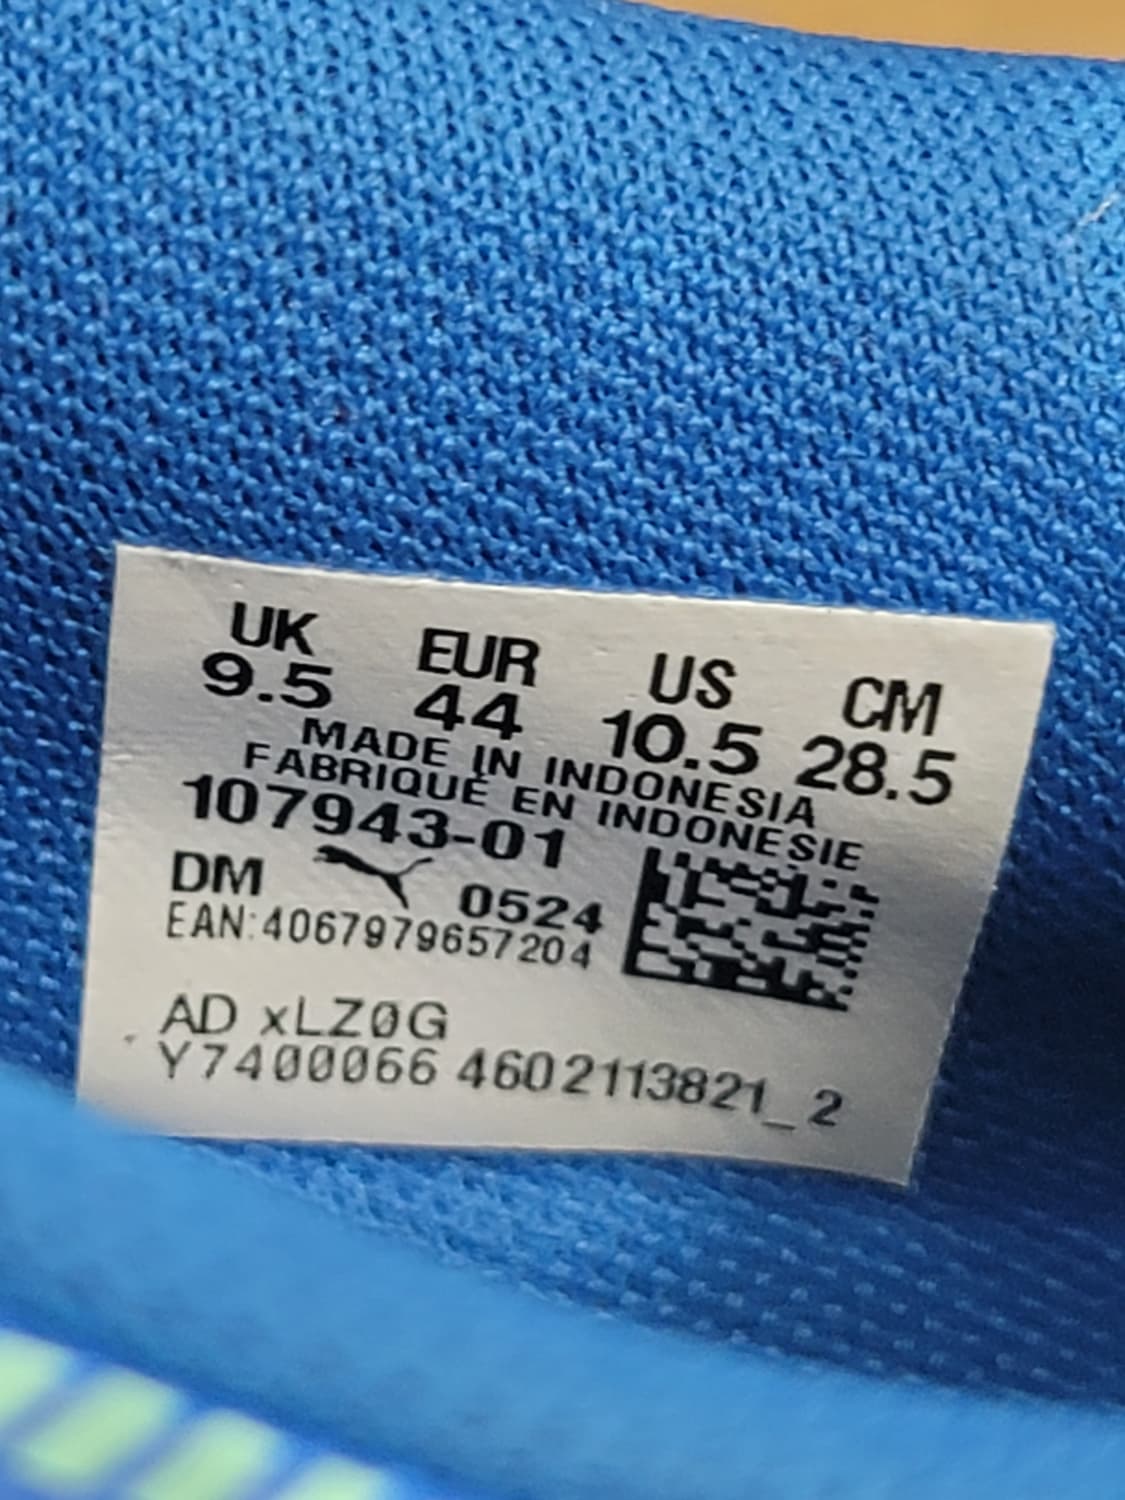 UK EUR US CM
9.5 44 10.5 28.5
MADE IN INDONESIA
FABRIQUÉ EN INDONÉSIE
107943-01
DM 0524
EAN:4067979657204
AD xLZ0G
Y7400066 4602113821_2